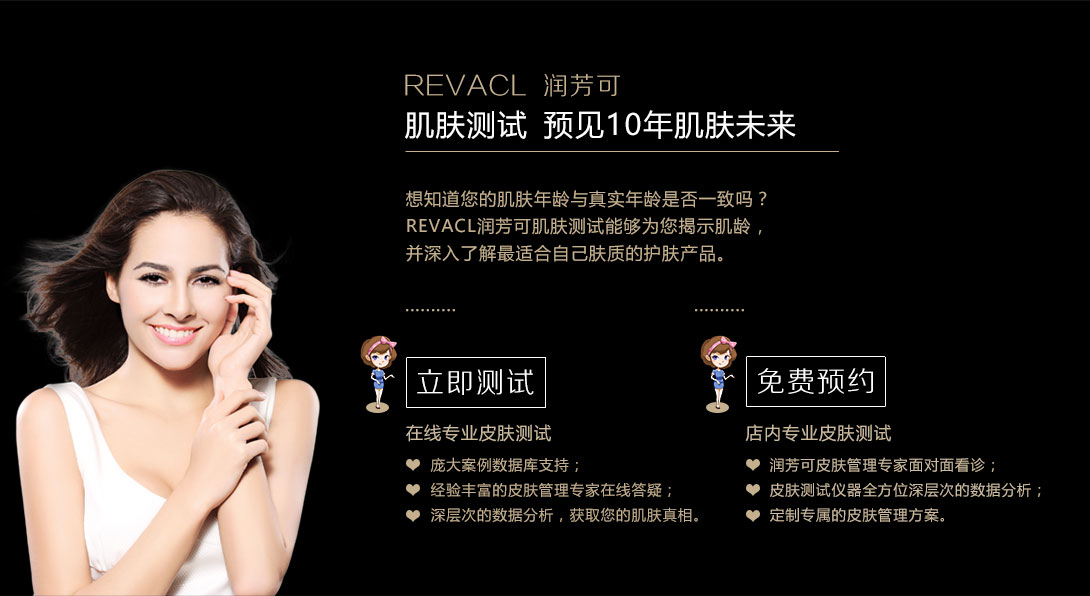 REVACL 润芳可
肌肤测试 预见10年肌肤未来
想知道您的肌肤年龄与真实年龄是否一致吗？
REVACL润芳可肌肤测试能够为您揭示肌龄，
并深入了解最适合自己肤质的护肤产品。
立即测试
在线专业皮肤测试
庞大案例数据库支持；
经验丰富的皮肤管理专家在线答疑；
深层次的数据分析，获取您的肌肤真相。
免费预约
店内专业皮肤测试
润芳可皮肤管理专家面对面看诊；
皮肤测试仪器全方位深层次的数据分析；
定制专属的皮肤管理方案。